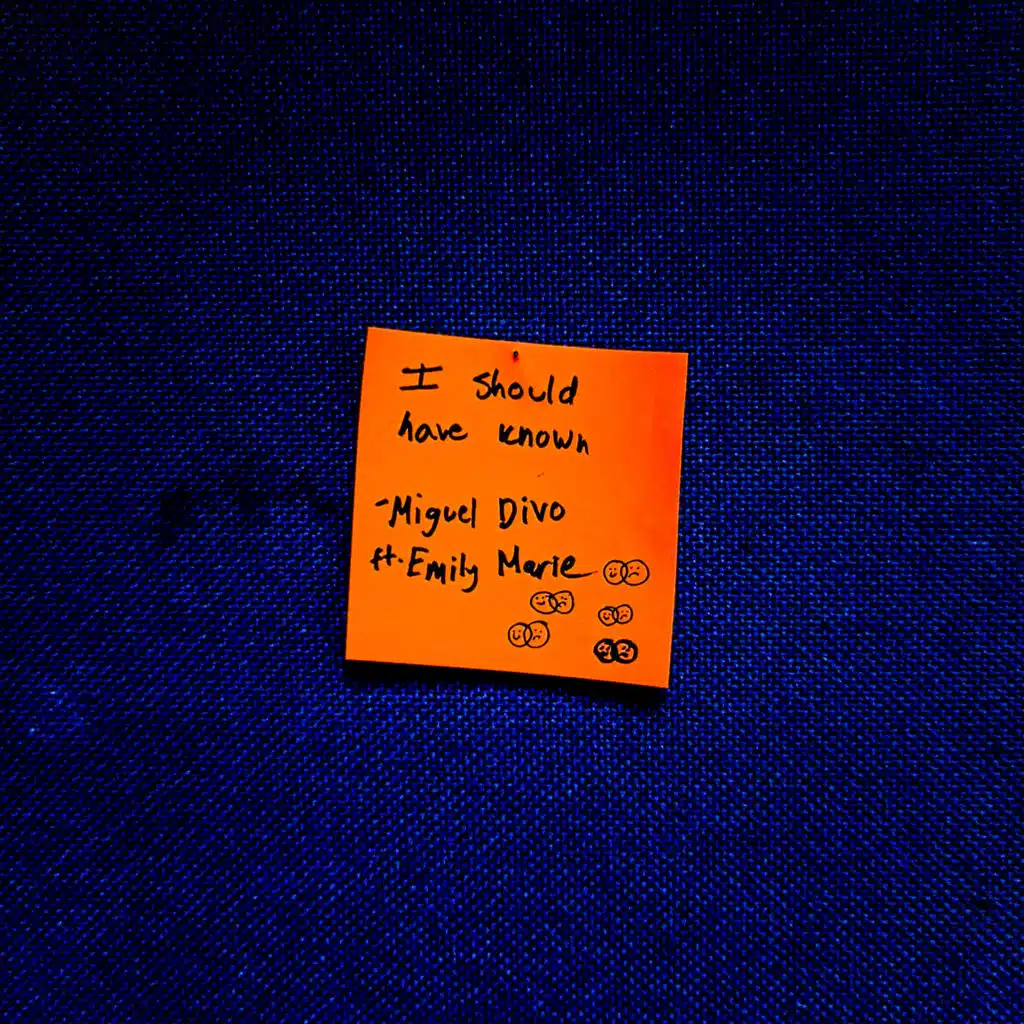 I should
have known
-Miguel Divo
ft. Emily Marie